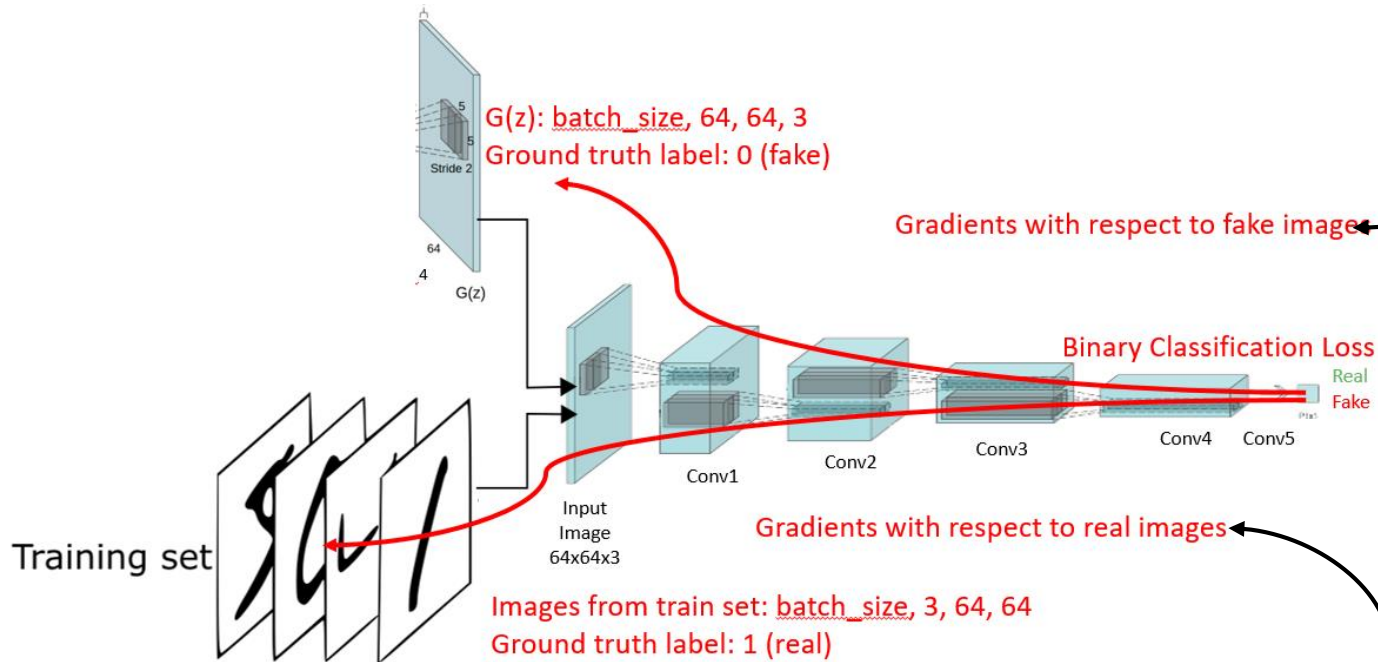 5
5
Stride 2
64
4
G(z)
G(z): batch_size, 64, 64, 3
Ground truth label: 0 (fake)
Gradients with respect to fake images
Binary Classification Loss
Real
Fake
Conv1
Conv2
Conv3
Conv4
Conv5
Input
Image
64x64x3
Gradients with respect to real images
Training set
1
Images from train set: batch_size, 3, 64, 64
Ground truth label: 1 (real)